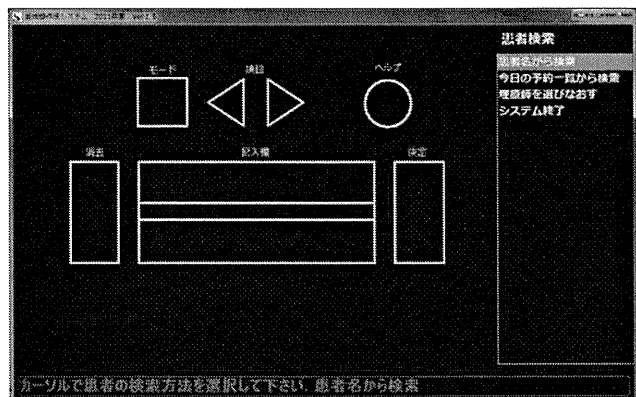 患者検索
患者名から検索
今日の予約一覧から検索
理療師を選びなおす
システム終了
モード
項目
ヘルプ
消去
記入欄
決定
カーソルで患者の検索方法を選択して下さい. 患者名から検索